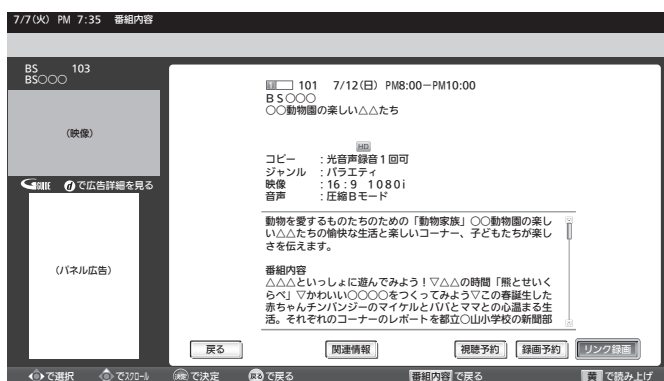 7/7(火) PM 7:35 番組内容
BS 103
BS○○○
(映像)
G GUIDE で広告詳細を見る
(パネル広告)
101 7/12(日) PM8:00−PM10:00
BS○○○
○○動物園の楽しい△△たち
HD
コピー :光音声録音1回可
ジャンル :バラエティ
映像 :16:9 1080i
音声 :圧縮Bモード
動物を愛するものたちのための「動物家族」○○動物園の楽し
い△△たちの愉快な生活と楽しいコーナー、子どもたちが楽し
さを伝えます。
番組内容
△△△といっしょに遊んでみよう！▽△△の時間「熊とせいく
らべ」▽かわいい○○○○をつくってみよう▽この春誕生した
赤ちゃんチンパンジーのマイケルとパパとママとの心温まる生
活。それぞれのコーナーのレポートを都立○山小学校の新聞部
戻る 関連情報 視聴予約 録画予約 リンク録画
で選択 でスクロール 決定 で決定 戻る で戻る 番組内容 で戻る 黄 で読み上げ